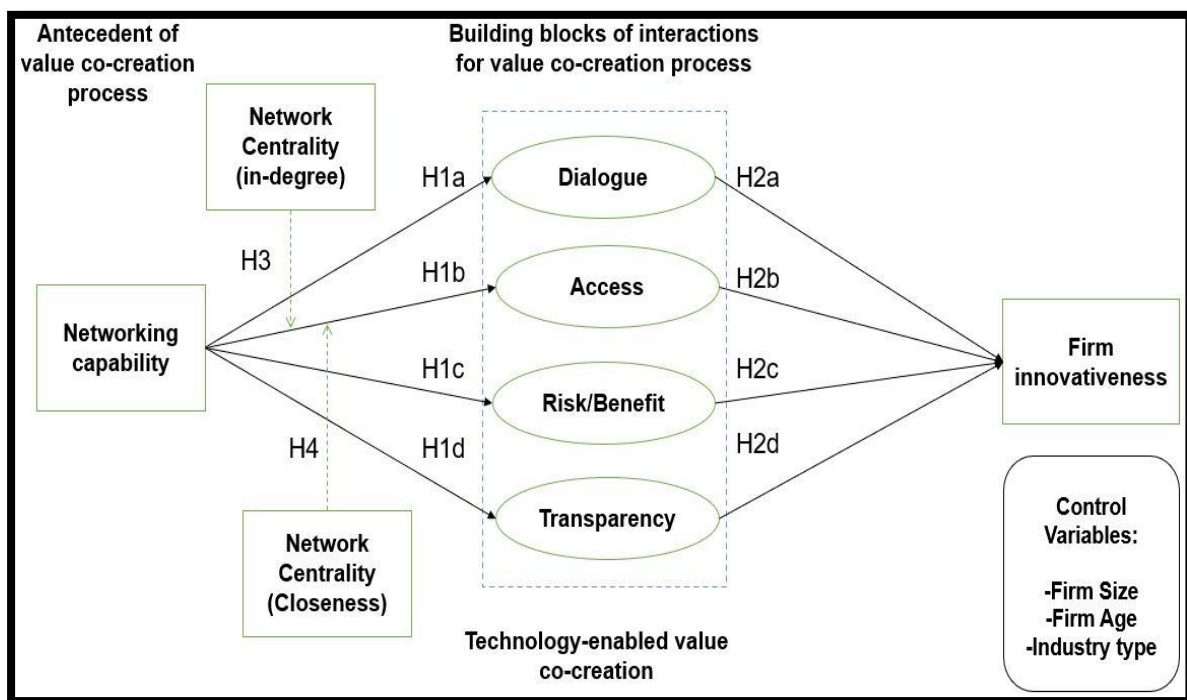 Antecedent of
value co-creation
process
Building blocks of interactions
for value co-creation process
Network
Centrality
(in-degree)
H1a
Dialogue
H2a
H3
H1b
Access
H2b
Networking
capability
Firm
innovativeness
H1c
Risk/Benefit
H2c
H4
H1d
H2d
Transparency
Network
Centrality
(Closeness)
Control
Variables:
-Firm Size
-Firm Age
-Industry type
Technology-enabled value
co-creation